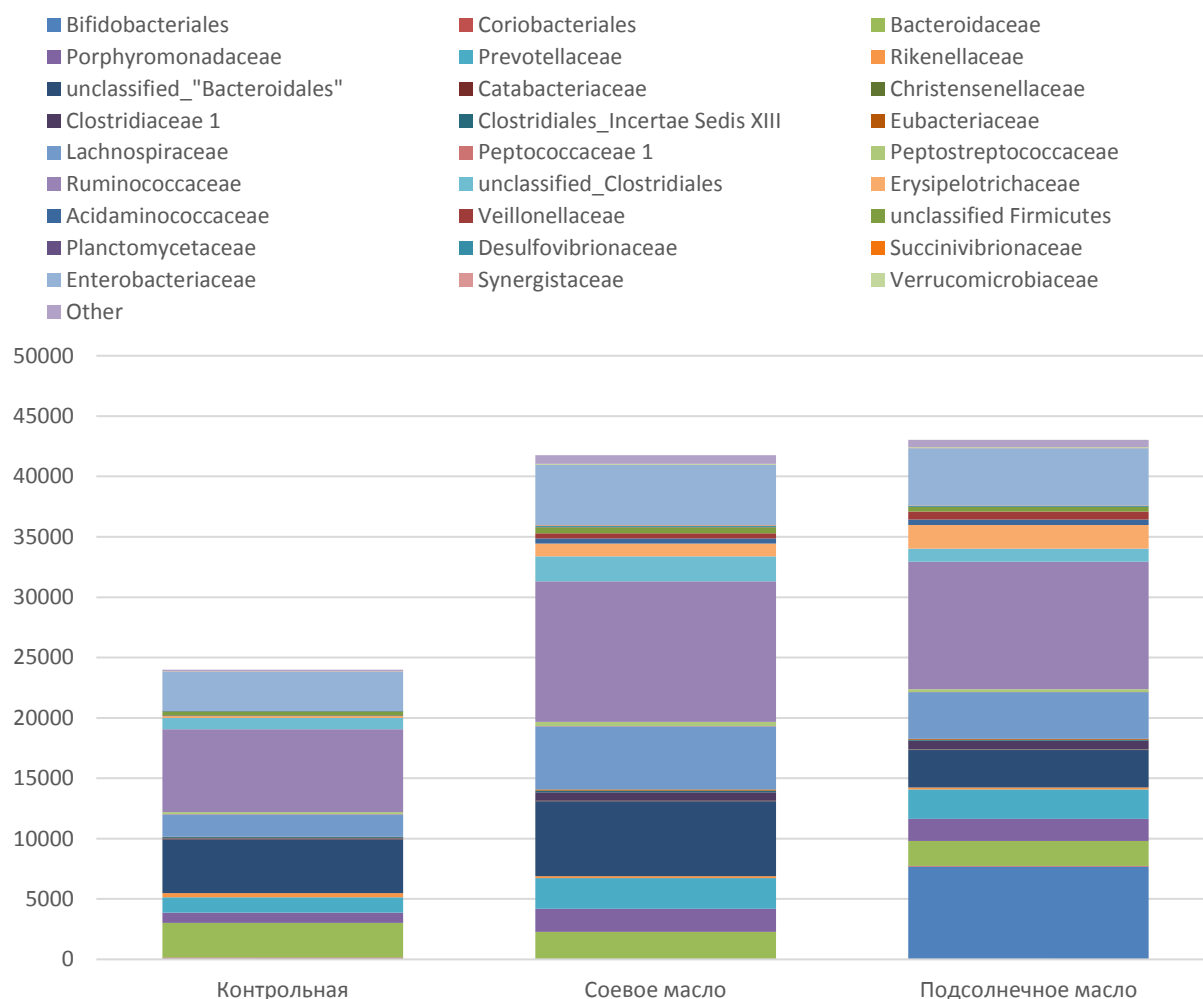 Bifidobacteriales Coriobacteriales Bacteroidaceae
Porphyromonadaceae Prevotellaceae Rikenellaceae
unclassified_"Bacteroidales" Catabacteriaceae Christensenellaceae
Clostridiaceae 1 Clostridiales_Incertae Sedis XIII Eubacteriaceae
Lachnospiraceae Peptococcaceae 1 Peptostreptococcaceae
Ruminococcaceae unclassified_Clostridiales Erysipelotrichaceae
Acidaminococcaceae Veillonellaceae unclassified Firmicutes
Planctomycetaceae Desulfovibrionaceae Succinivibrionaceae
Enterobacteriaceae Synergistaceae Verrucomicrobiaceae
Other
50000
45000
40000
35000
30000
25000
20000
15000
10000
5000
0
Контрольная Соевое масло Подсолнечное масло